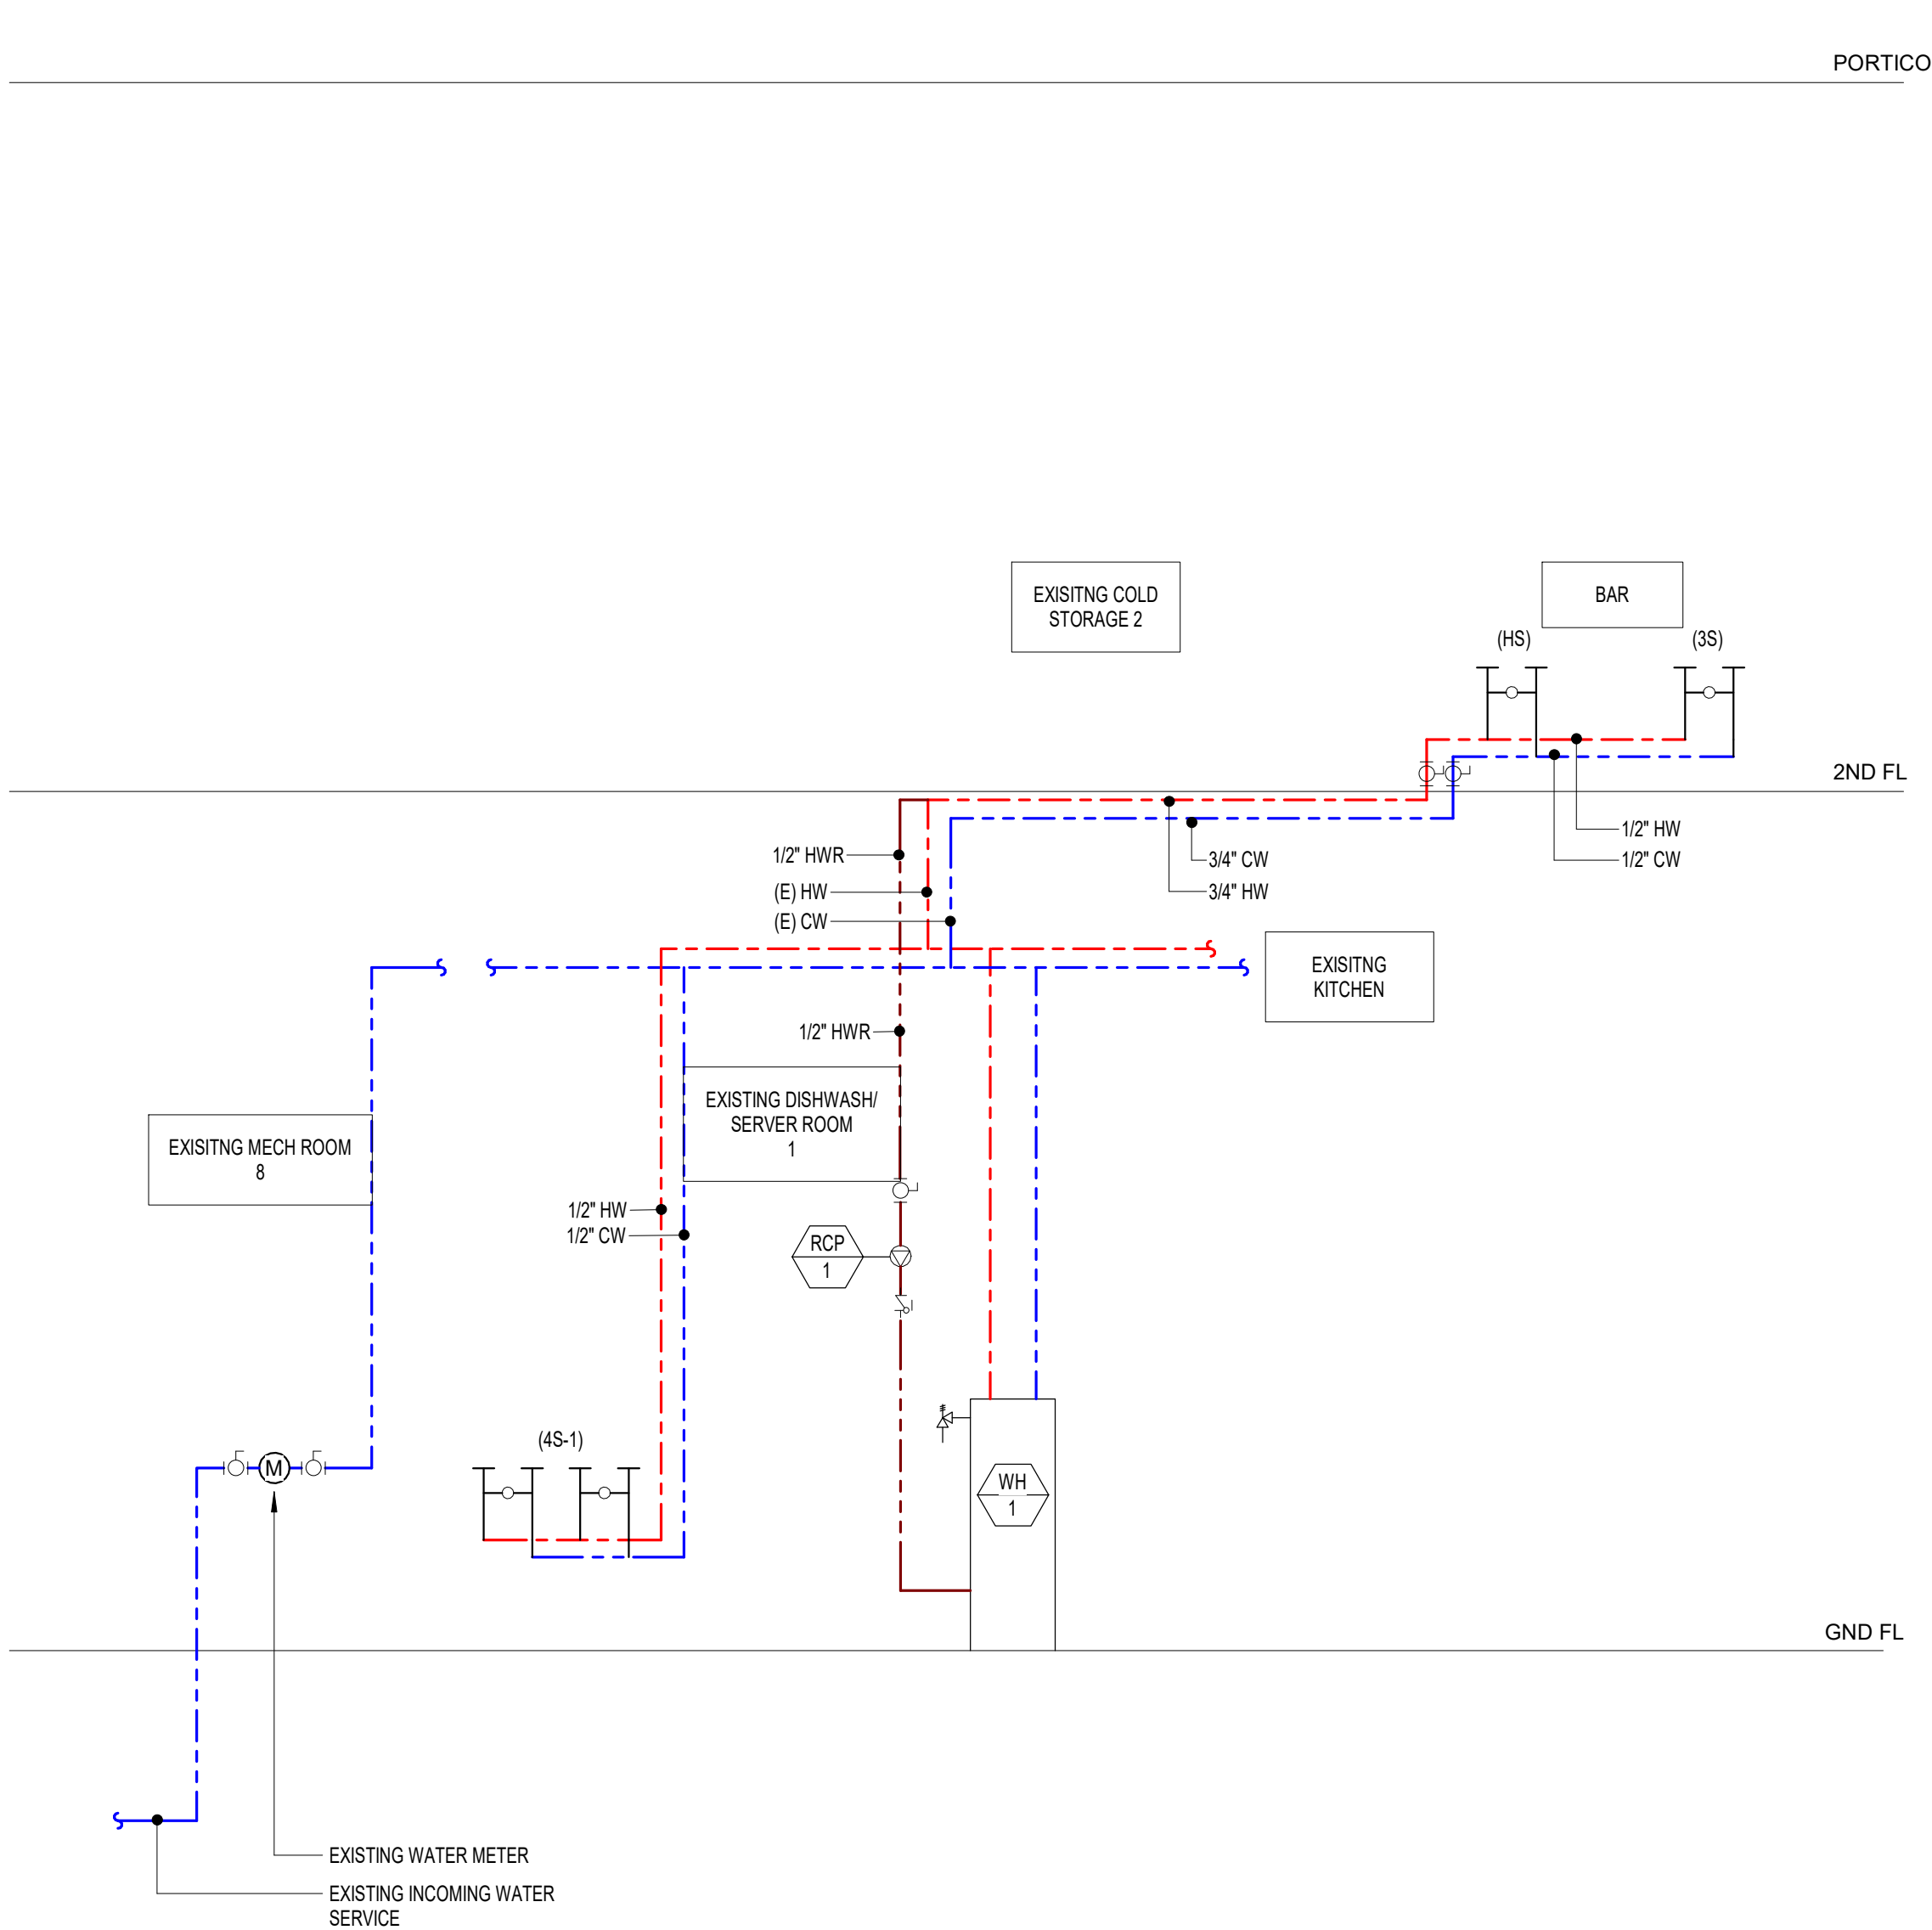 PORTICO
EXISITNG COLD
STORAGE 2
BAR
(HS)
(3S)
2ND FL
1/2" HWR
(E) HW
(E) CW
3/4" CW
3/4" HW
1/2" HW
1/2" CW
EXISITNG
KITCHEN
1/2" HWR
EXISTING DISHWASH/
SERVER ROOM
1
EXISITNG MECH ROOM
8
1/2" HW
1/2" CW
RCP
1
(4S-1)
M
WH
1
GND FL
EXISTING WATER METER
EXISTING INCOMING WATER
SERVICE